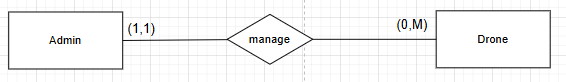 Admin
(1,1)
manage
(0,M)
Drone